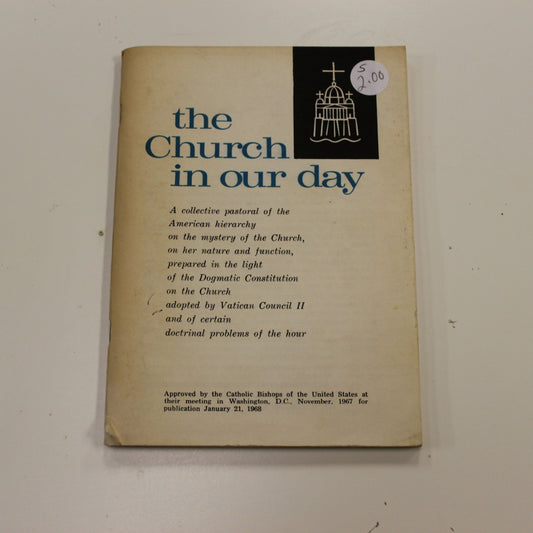 S
2.00
the
Church
in our day
A collective pastoral of the
American hierarchy
on the mystery of the Church,
on her nature and function,
prepared in the light
of the Dogmatic Constitution
on the Church
adopted by Vatican Council II
and of certain
doctrinal problems of the hour
Approved by the Catholic Bishops of the United States at
their meeting in Washington, D.C., November, 1967 for
publication January 21, 1968